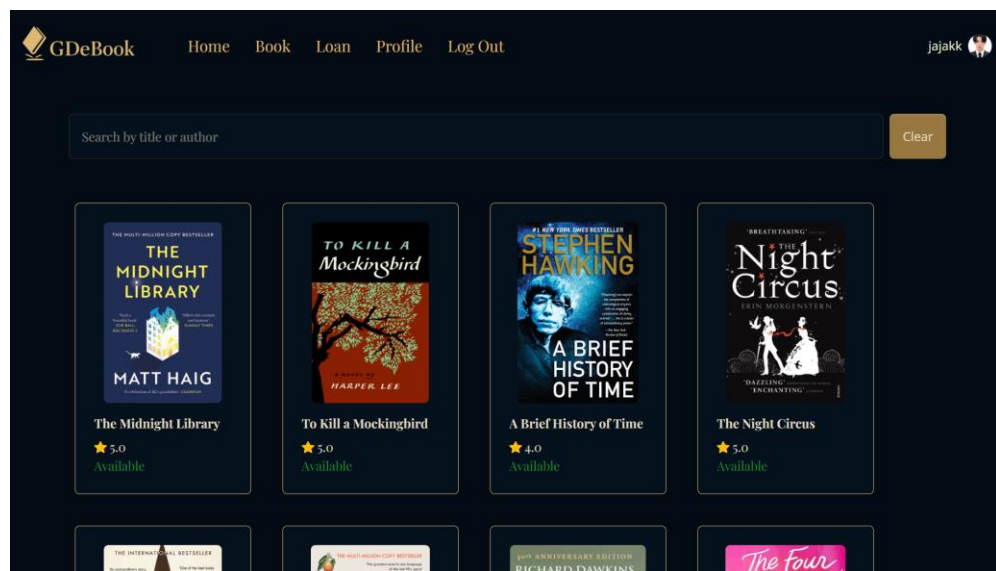 GDeBook
Home Book Loan Profile Log Out
jajakk
Search by title or author
Clear
THE MULTI-MILLION COPY BESTSELLER
THE
MIDNIGHT
LIBRARY
MATT HAIG
TO KILL A
Mockingbird
A NOVEL BY
HARPER LEE
#1 NEW YORK TIMES BESTSELLER
STEPHEN
HAWKING
A BRIEF
HISTORY
OF TIME
'BREATHTAKING'
THE
Night
Circus
ERIN MORGENSTERN
'DAZZLING'
'ENCHANTING'
The Midnight Library
5.0
Available
To Kill a Mockingbird
5.0
Available
A Brief History of Time
4.0
Available
The Night Circus
5.0
Available
THE INTERNATIONAL BESTSELLER
THE MULTI-MILLION COPY BESTSELLER
ANNIVERSARY EDITION
RICHARD DAWKINS
The Four